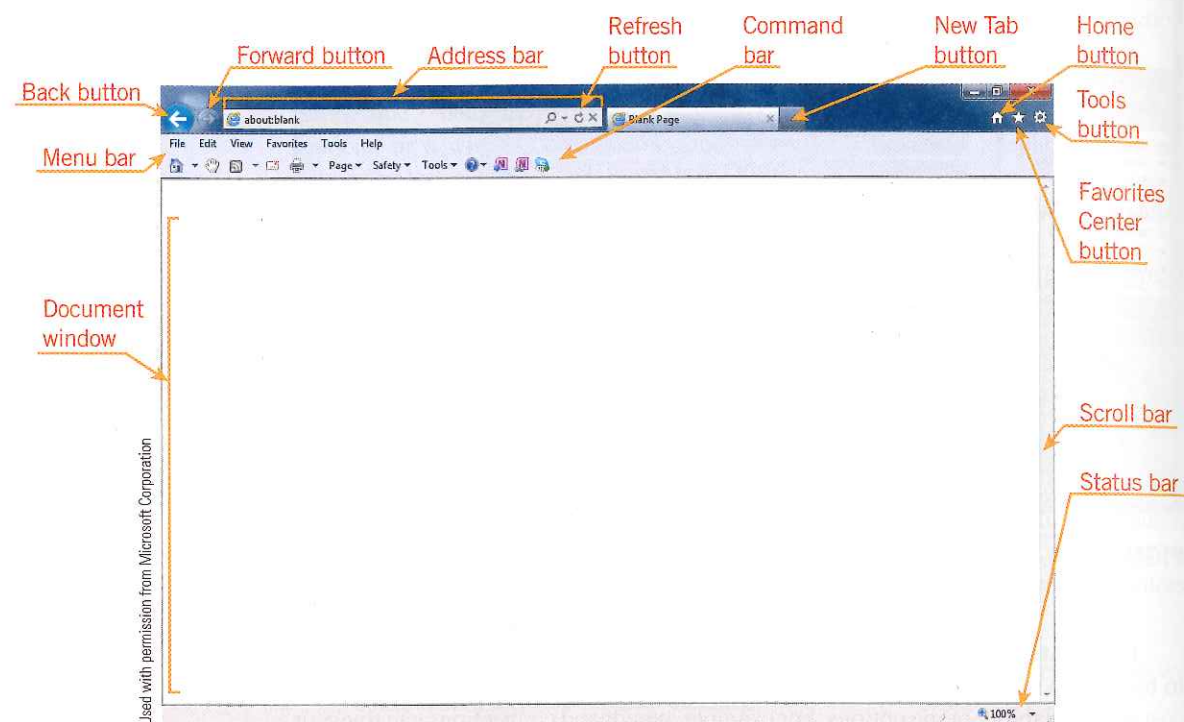 Refresh
button
Command
bar
New Tab
button
Home
button
Forward button
Address bar
Back button
Tools
button
about:blank
Blank Page
File Edit View Favorites Tools Help
Menu bar
Page Safety Tools
Favorites
Center
button
Document
window
Scroll bar
Status bar
Used with permission from Microsoft Corporation
100%